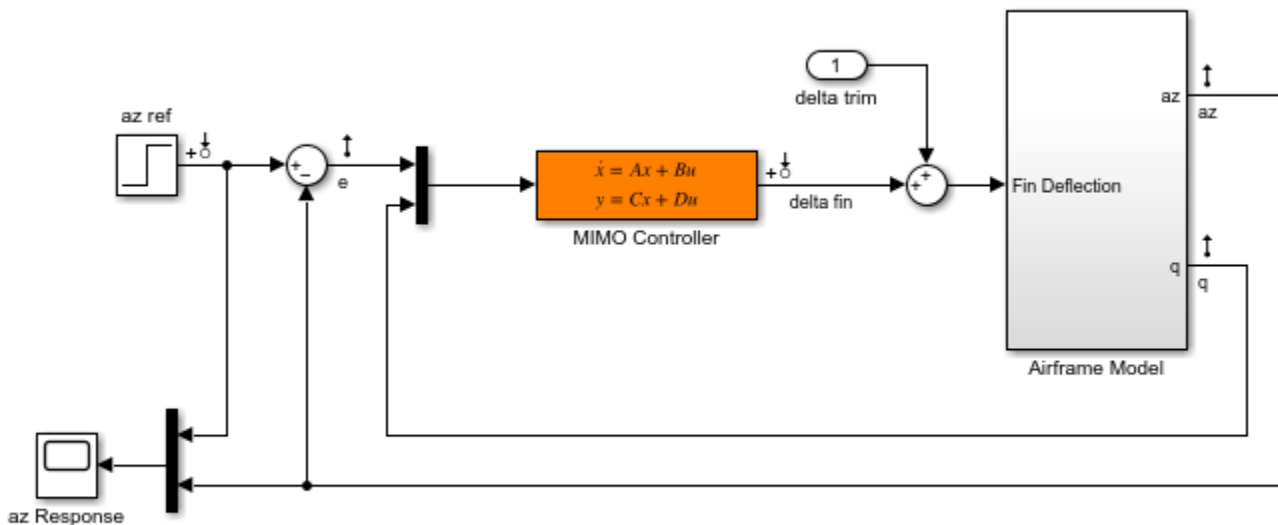 1
delta trim
az ref
+
+
−
e
ẋ = Ax + Bu
y = Cx + Du
MIMO Controller
+
delta fin
+
+
Fin Deflection
az
az
q
q
Airframe Model
az Response